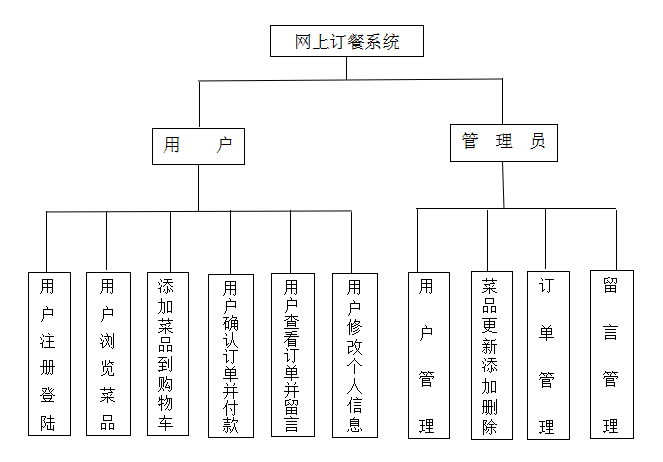 网上订餐系统
用 户
管 理 员
用户注册登陆
用户浏览菜品
添加菜品到购物车
用户确认订单并付款
用户查看订单并留言
用户修改个人信息
用户管理
菜品更新添加删除
订单管理
留言管理